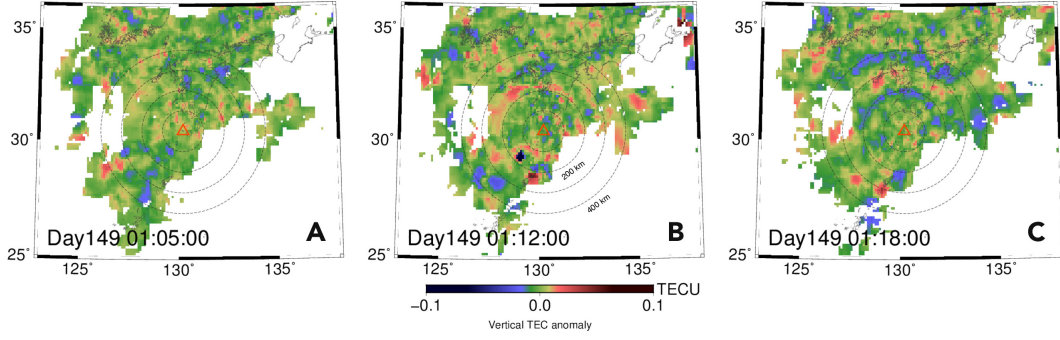 35°
30°
25°
125°
130°
135°
Day149 01:05:00
A
35°
30°
25°
125°
130°
135°
200 km
400 km
Day149 01:12:00
B
35°
30°
25°
125°
130°
135°
Day149 01:18:00
C
TECU
−0.1
0.0
0.1
Vertical TEC anomaly